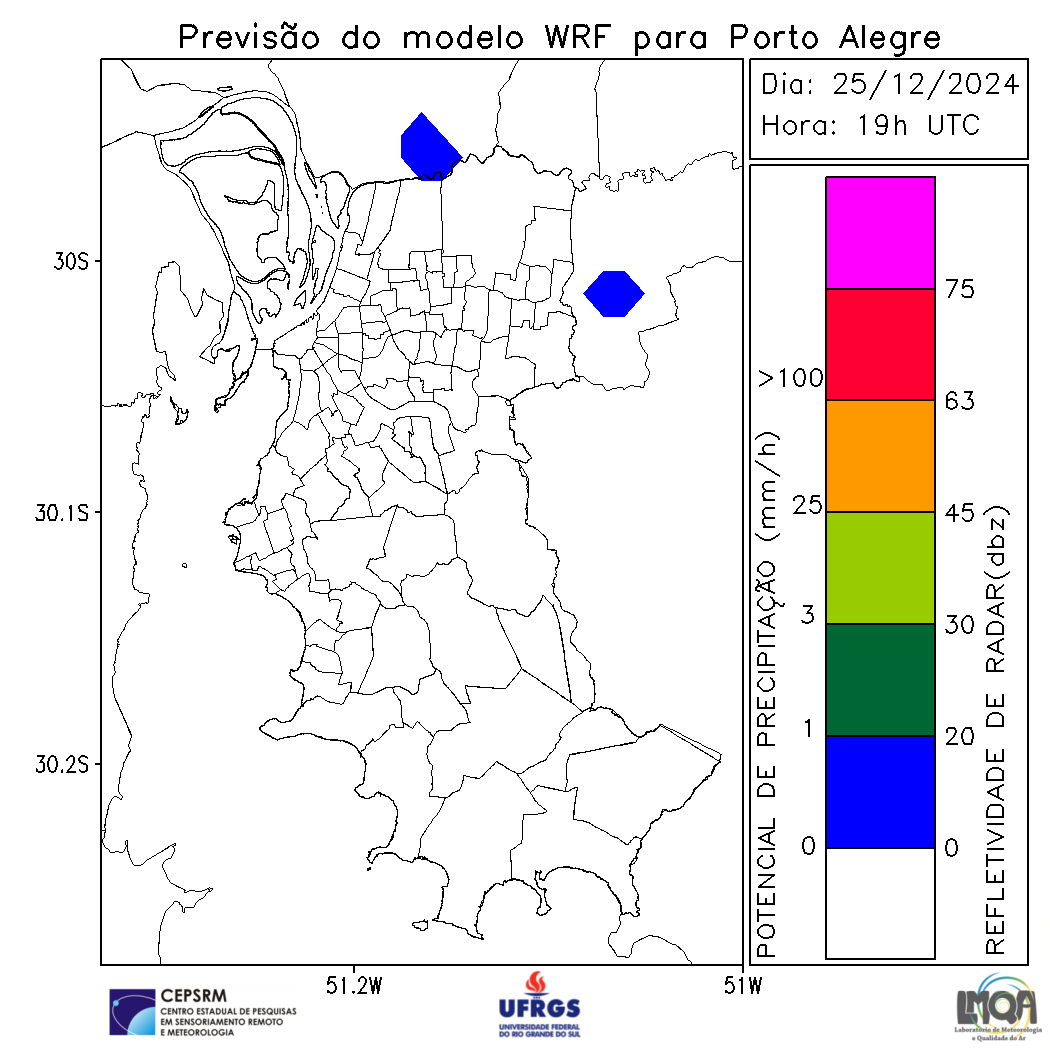 Previsão do modelo WRF para Porto Alegre
Dia: 25/12/2024
Hora: 19h UTC
30S
30.1S
30.2S
51.2W
51W
POTENCIAL DE PRECIPITAÇÃO (mm/h)
>100
25
3
1
0
75
63
45
30
20
0
REFLETIVIDADE DE RADAR(dbz)
CEPSRM
CENTRO ESTADUAL DE PESQUISAS
EM SENSORIAMENTO REMOTO
E METEOROLOGIA
UFRGS
UNIVERSIDADE FEDERAL
DO RIO GRANDE DO SUL
LMQA
Laboratório de Meteorologia
e Qualidade do Ar